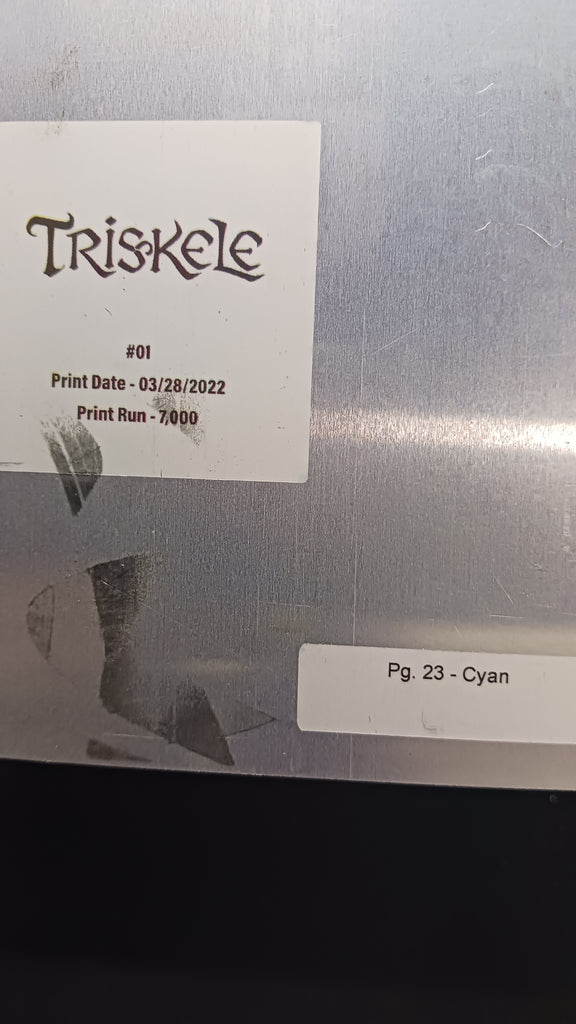 TRISKELE
#01
Print Date - 03/28/2022
Print Run - 7,000
Pg. 23 - Cyan